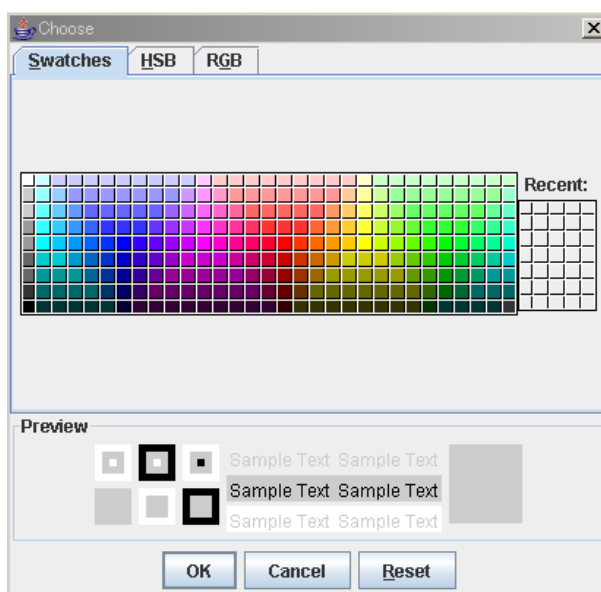 Choose
Swatches HSB RGB
Recent:
Preview
Sample Text Sample Text
Sample Text Sample Text
Sample Text Sample Text
OK Cancel Reset